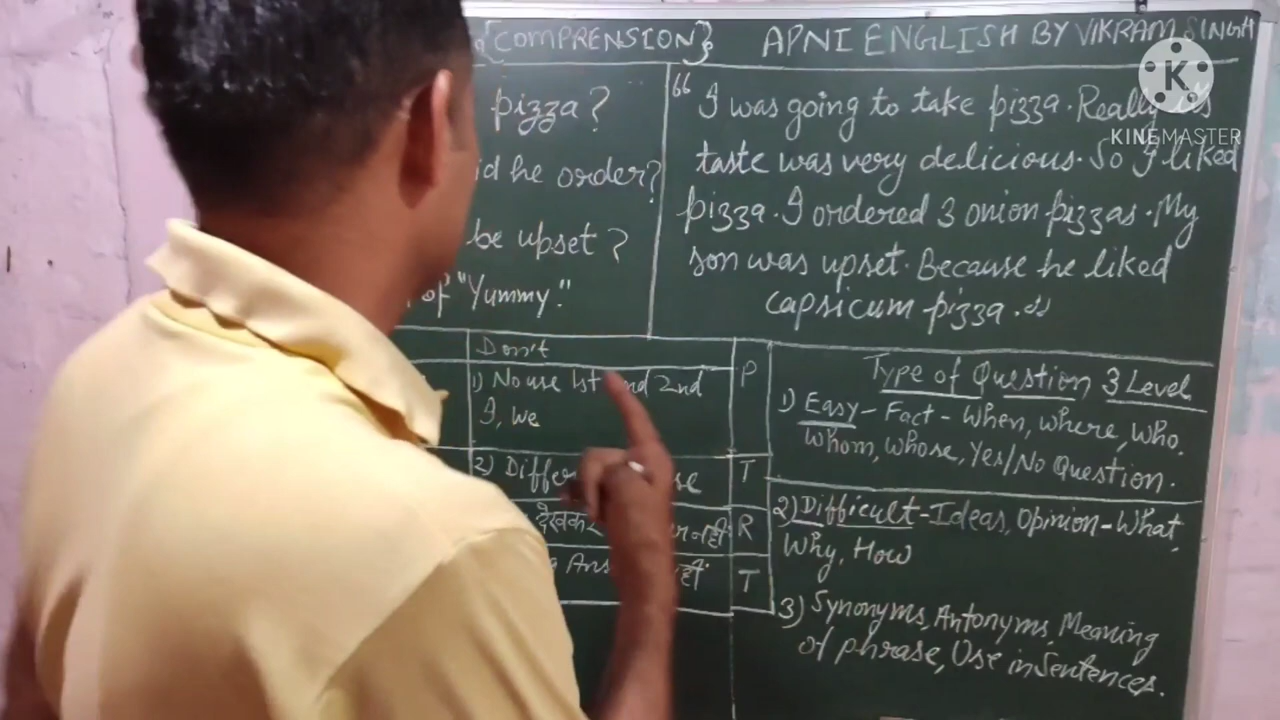 {COMPRENSION} APNI ENGLISH BY VIKRAM SINGH
K
KINEMASTER
pizza?
id he order?
be upset?
of "Yummy."
"I was going to take pizza. Really its
taste was very delicious. So I liked
pizza. I ordered 3 onion pizzas. My
son was upset. Because he liked
capsicum pizza."
Don't
1) No use 1st and 2nd
I, we
2) Differ se
देखकर नहीं
Ans नहीं
P
T
R
T
Type of Question 3 Level
1) Easy - Fact - When, where, who,
whom, whose, Yes/No Question.
2) Difficult - Ideas, Opinion - What,
Why, How
3) Synonyms, Antonyms, Meaning
of phrase, Use in Sentences.